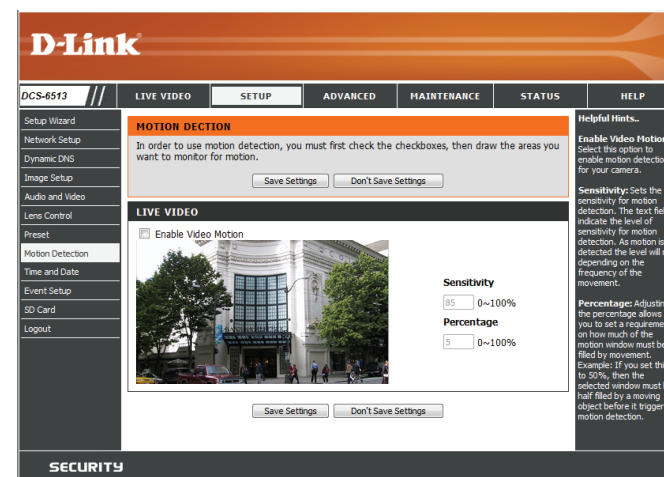 D-Link
DCS-6513
LIVE VIDEO
SETUP
ADVANCED
MAINTENANCE
STATUS
HELP
Setup Wizard
Network Setup
Dynamic DNS
Image Setup
Audio and Video
Lens Control
Preset
Motion Detection
Time and Date
Event Setup
SD Card
Logout
MOTION DECTION
In order to use motion detection, you must first check the checkboxes, then draw the areas you
want to monitor for motion.
Save Settings
Don't Save Settings
LIVE VIDEO
Enable Video Motion
Sensitivity
85 0~100%
Percentage
5 0~100%
Save Settings
Don't Save Settings
Helpful Hints..
Enable Video Motion
Select this option to
enable motion detectio
for your camera.
Sensitivity: Sets the
sensitivity for motion
detection. The text fiel
indicate the level of
sensitivity for motion
detection. As motion is
detected the level will
depending on the
frequency of the
movement.
Percentage: Adjustin
the percentage allows
you to set a requireme
on how much of the
motion window must be
filled by movement.
Example: If you set thi
to 50%, then the
selected window must
half filled by a moving
object before it trigger
motion detection.
SECURITY